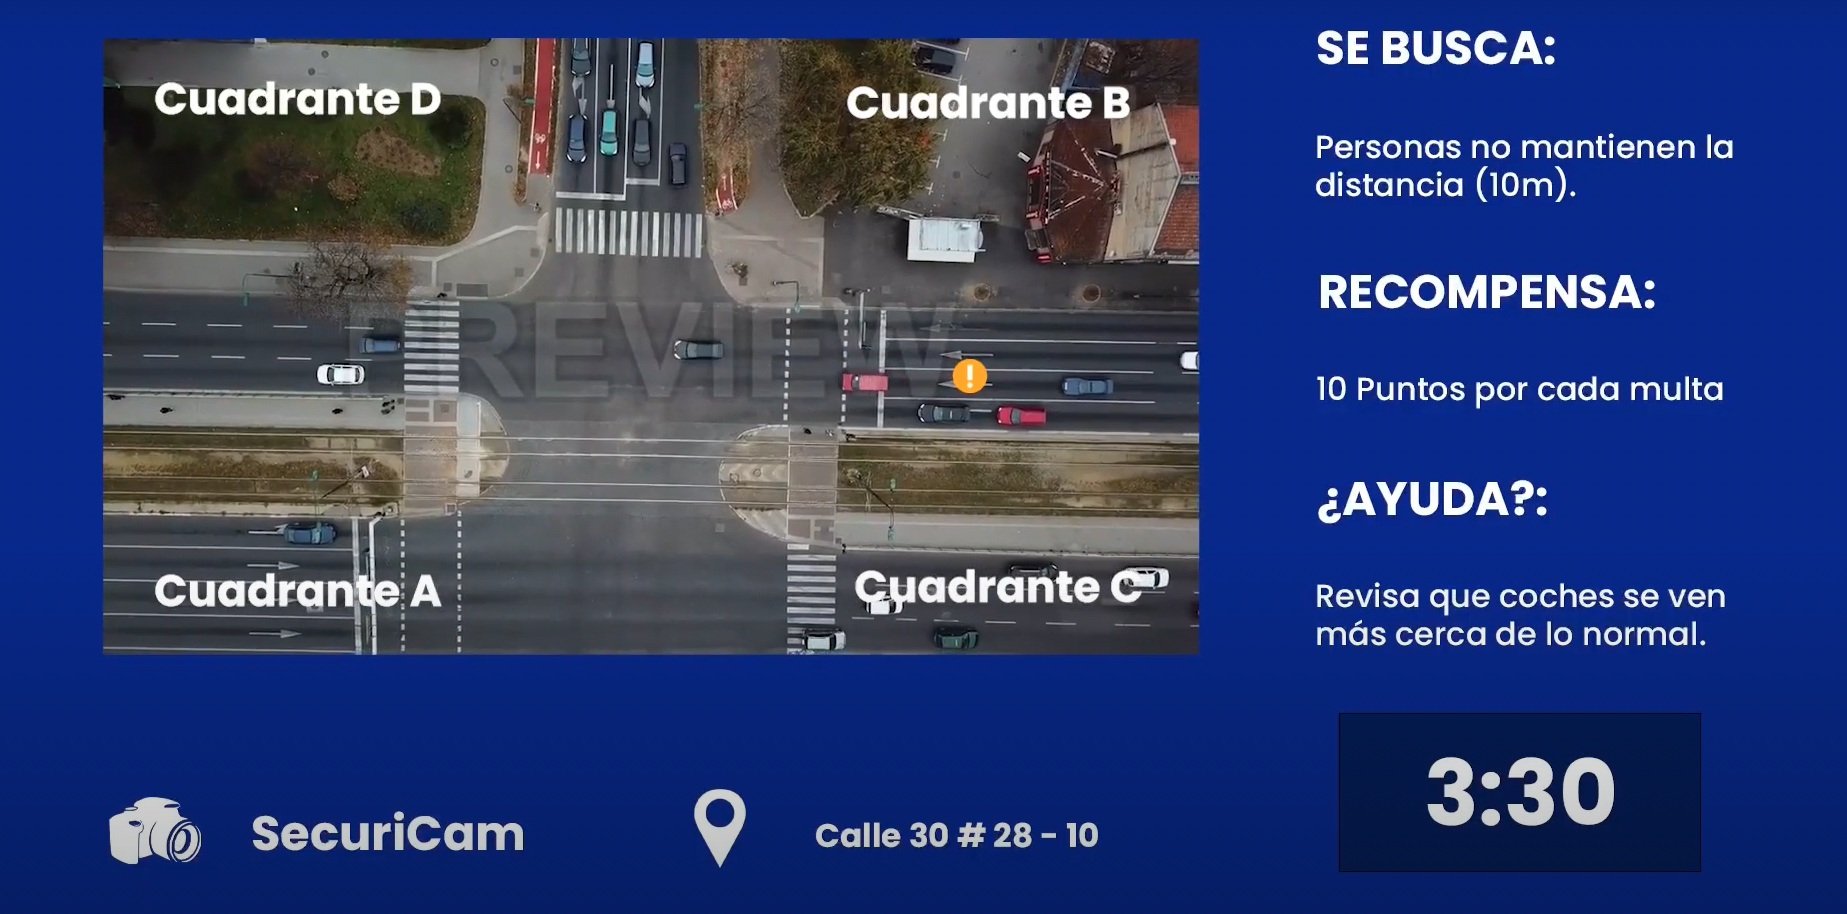 Cuadrante D
Cuadrante B
PREVIEW
Cuadrante A
Cuadrante C
SE BUSCA:
Personas no mantienen la
distancia (10m).
RECOMPENSA:
10 Puntos por cada multa
¿AYUDA?:
Revisa que coches se ven
más cerca de lo normal.
3:30
SecuriCam
Calle 30 # 28 - 10